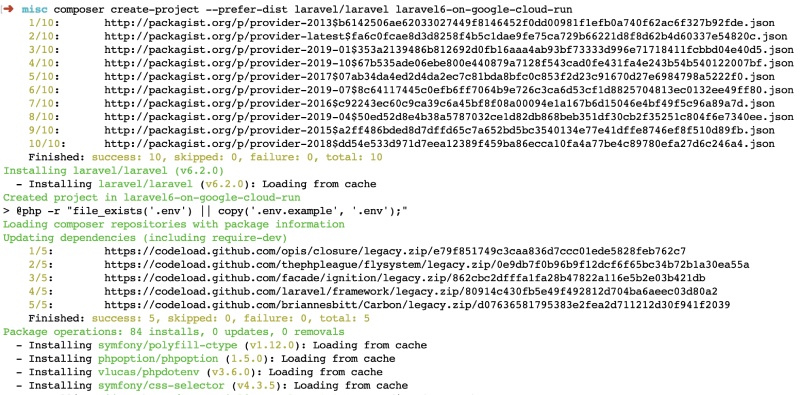 ➜ misc composer create-project --prefer-dist laravel/laravel laravel6-on-google-cloud-run
1/10: http://packagist.org/p/provider-2013$b6142506ae62033027449f8146452f0dd00981f1efb0a740f62ac6f327b92fde.json
2/10: http://packagist.org/p/provider-latest$fa6c0fcae8d3d8258f4b5c1dae9fe75ca729b66221d8f8d62b4d60337e54820c.json
3/10: http://packagist.org/p/provider-2019-01$353a2139486b812692d0fb16aaa4ab93bf73333d996e71718411fcbbd04e40d5.json
4/10: http://packagist.org/p/provider-2019-10$67b535ade06ebe800e440879a7128f543cad0fe431fa4e243b54b540122007bf.json
5/10: http://packagist.org/p/provider-2017$07ab34da4ed2d4da2ec7c81bda8bfc0c853f2d23c91670d27e6984798a5222f0.json
6/10: http://packagist.org/p/provider-2019-07$8c64117445c0efb6ff7064b9e726c3ca6d53cf1d8825704813ec0132ee49ff80.json
7/10: http://packagist.org/p/provider-2016$c92243ec60c9ca39c6a45bf8f08a00094e1a167b6d15046e4bf49f5c96a89a7d.json
8/10: http://packagist.org/p/provider-2019-04$50ed52d8e4b38a5787032ce1d82db868beb351df30cb2f35251c804f6e7340ee.json
9/10: http://packagist.org/p/provider-2015$a2ff486bded8d7dffd65c7a652bd5bc3540134e77e41dffe8746ef8f510d89fb.json
10/10: http://packagist.org/p/provider-2018$dd54e533d971d7eea12389f459ba86ecca10fa4a77be4c89780efa27d6c246a4.json
Finished: success: 10, skipped: 0, failure: 0, total: 10
Installing laravel/laravel (v6.2.0)
- Installing laravel/laravel (v6.2.0): Loading from cache
Created project in laravel6-on-google-cloud-run
> @php -r "file_exists('.env') || copy('.env.example', '.env');"
Loading composer repositories with package information
Updating dependencies (including require-dev)
1/5: https://codeload.github.com/opis/closure/legacy.zip/e79f851749c3caa836d7ccc01ede5828feb762c7
2/5: https://codeload.github.com/thephpleague/flysystem/legacy.zip/0e9db7f0b96b9f12dcf6f65bc34b72b1a30ea55a
3/5: https://codeload.github.com/facade/ignition/legacy.zip/862cbc2dfffa1fa28b47822a116e5b2e03b421db
4/5: https://codeload.github.com/laravel/framework/legacy.zip/80914c430fb5e49f492812d704ba6aeec03d80a2
5/5: https://codeload.github.com/briannesbitt/Carbon/legacy.zip/d07636581795383e2fea2d711212d30f941f2039
Finished: success: 5, skipped: 0, failure: 0, total: 5
Package operations: 84 installs, 0 updates, 0 removals
- Installing symfony/polyfill-ctype (v1.12.0): Loading from cache
- Installing phpoption/phpoption (1.5.0): Loading from cache
- Installing vlucas/phpdotenv (v3.6.0): Loading from cache
- Installing symfony/css-selector (v4.3.5): Loading from cache